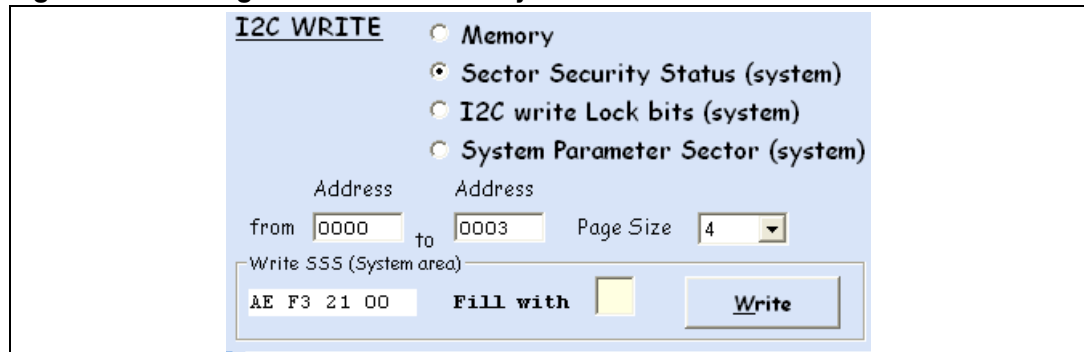 I2C WRITE
Memory
Sector Security Status (system)
I2C write Lock bits (system)
System Parameter Sector (system)
Address Address
from 0000 to 0003 Page Size 4
Write SSS (System area)
AE F3 21 00 Fill with Write